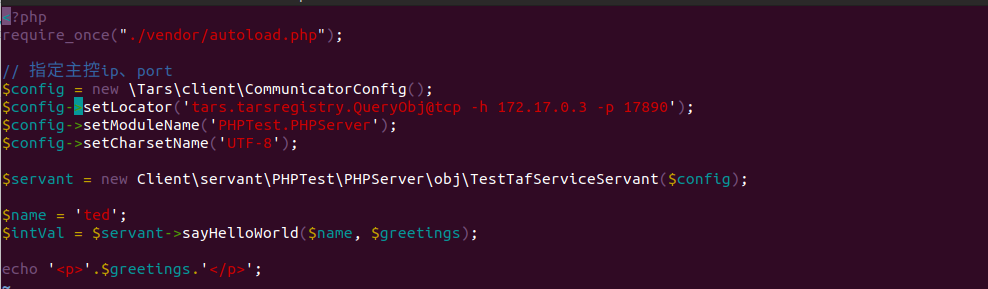 <?php
require_once("./vendor/autoload.php");
// 指定主控ip、port
$config = new \Tars\client\CommunicatorConfig();
$config->setLocator('tars.tarsregistry.QueryObj@tcp -h 172.17.0.3 -p 17890');
$config->setModuleName('PHPTest.PHPServer');
$config->setCharsetName('UTF-8');
$servant = new Client\servant\PHPTest\PHPServer\obj\TestTafServiceServant($config);
$name = 'ted';
$intVal = $servant->sayHelloWorld($name, $greetings);
echo '<p>'.$greetings.'</p>';
~